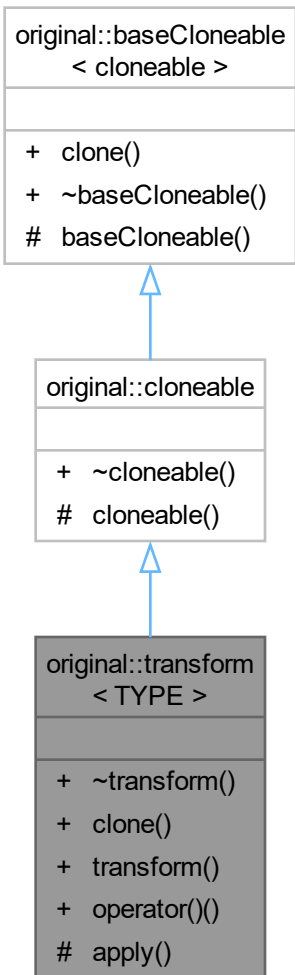 original::baseCloneable
< cloneable >
+ clone()
+ ~baseCloneable()
# baseCloneable()
original::cloneable
+ ~cloneable()
# cloneable()
original::transform
< TYPE >
+ ~transform()
+ clone()
+ transform()
+ operator()()
# apply()